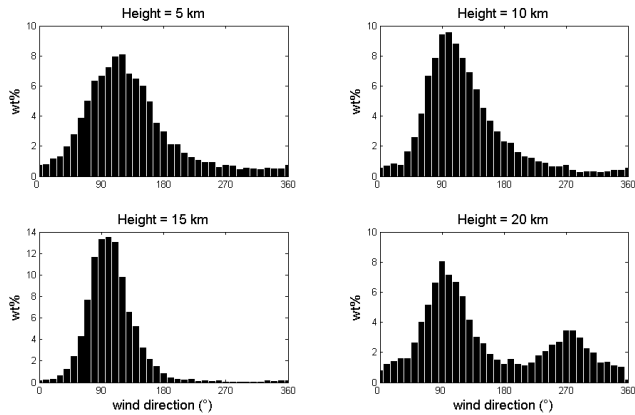 Height = 5 km
wt%
10
8
6
4
2
0
0 90 180 270 360
Height = 10 km
wt%
10
8
6
4
2
0
0 90 180 270 360
Height = 15 km
wt%
14
12
10
8
6
4
2
0
0 90 180 270 360
wind direction (°)
Height = 20 km
wt%
10
8
6
4
2
0
0 90 180 270 360
wind direction (°)